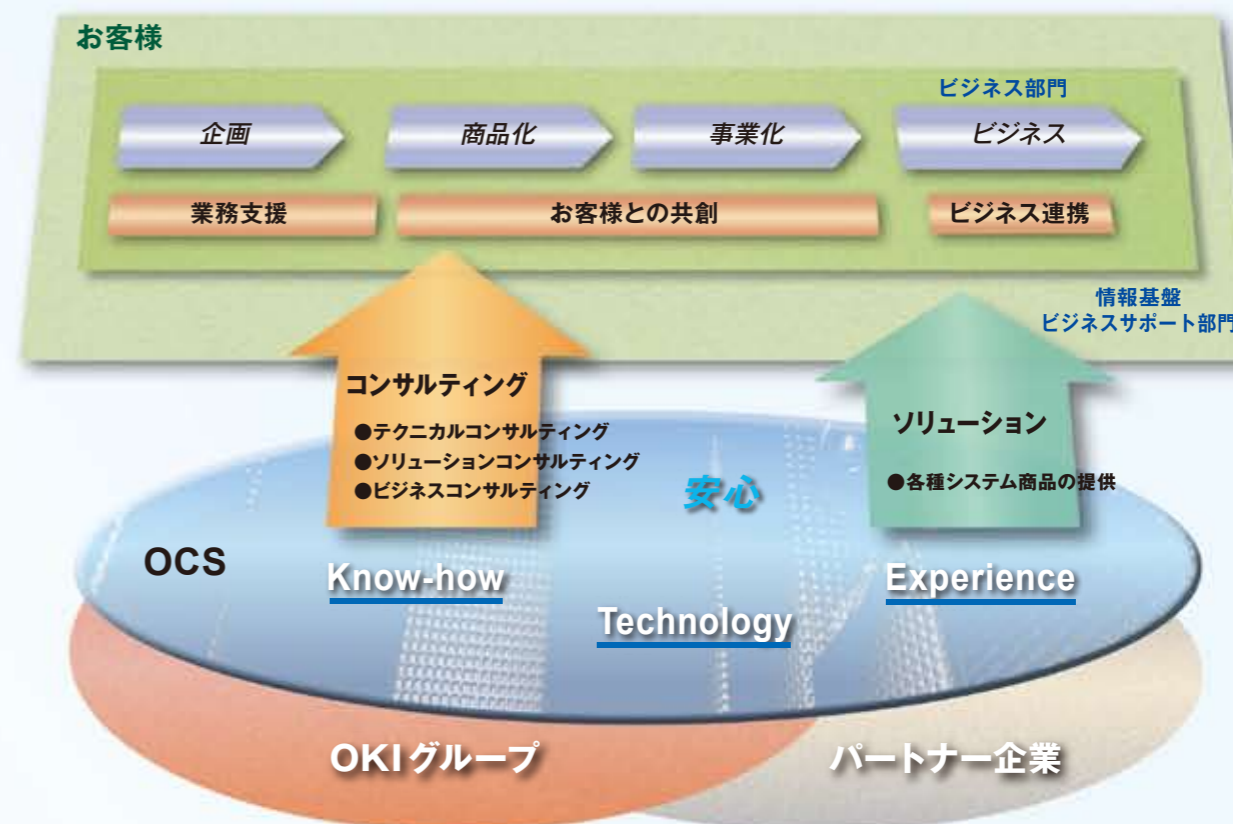 お客様
ビジネス部門
企画
商品化
事業化
ビジネス
業務支援
お客様との共創
ビジネス連携
情報基盤
ビジネスサポート部門
コンサルティング
●テクニカルコンサルティング
●ソリューションコンサルティング
●ビジネスコンサルティング
ソリューション
●各種システム商品の提供
安心
OCS
Know-how
Technology
Experience
OKIグループ
パートナー企業